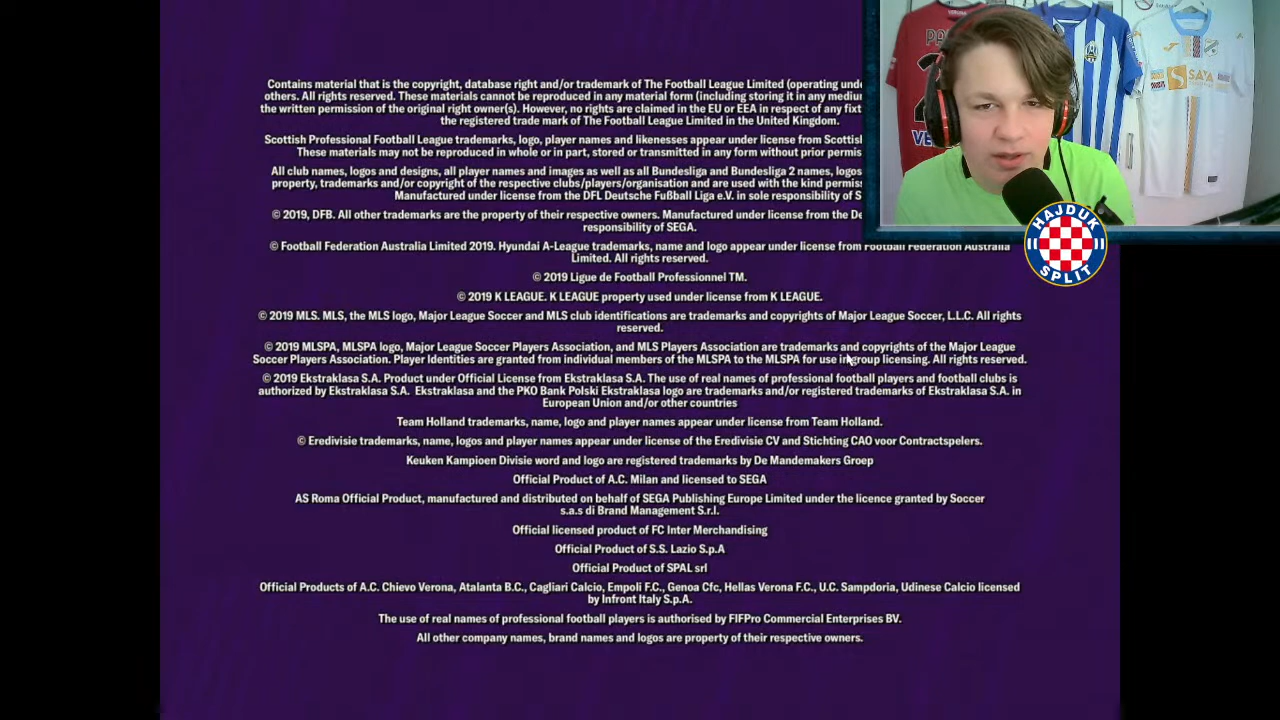 Contains material that is the copyright, database right and/or trademark of The Football League Limited (operating
others. All rights reserved. These materials cannot be reproduced in any material form (including storing it in any
the written permission of the original right owner(s). However, no rights are claimed in the EU or EEA in respect of any
the registered trade mark of The Football League Limited in the United Kingdom.
Scottish Professional Football League trademarks, logo, player names and likenesses appear under license from
These materials may not be reproduced in whole or in part, stored or transmitted in any form without prior
All club names, logos and designs, all player names and images as well as all Bundesliga and Bundesliga 2 names, logos
property, trademarks and/or copyright of the respective clubs/players/organisation and are used with the kind
Manufactured under license from the DFL Deutsche Fußball Liga e.V. in sole responsibility of
© 2019, DFB. All other trademarks are the property of their respective owners. Manufactured under license from the
responsibility of SEGA.
© Football Federation Australia Limited 2019. Hyundai A-League trademarks, name and logo appear under license from Football Federation Australia
Limited. All rights reserved.
© 2019 Ligue de Football Professionnel TM.
© 2019 K LEAGUE. K LEAGUE property used under license from K LEAGUE.
© 2019 MLS. MLS, the MLS logo, Major League Soccer and MLS club identifications are trademarks and copyrights of Major League Soccer, L.L.C. All rights
reserved.
© 2019 MLSPA, MLSPA logo, Major League Soccer Players Association, and MLS Players Association are trademarks and copyrights of the Major League
Soccer Players Association. Player Identities are granted from individual members of the MLSPA to the MLSPA for use in group licensing. All rights reserved.
© 2019 Ekstraklasa S.A. Product under Official License from Ekstraklasa S.A. The use of real names of professional football players and football clubs is
authorized by Ekstraklasa S.A. Ekstraklasa and the PKO Bank Polski Ekstraklasa logo are trademarks and/or registered trademarks of Ekstraklasa S.A. in
European Union and/or other countries
Team Holland trademarks, name, logo and player names appear under license from Team Holland.
© Eredivisie trademarks, name, logos and player names appear under license of the Eredivisie CV and Stichting CAO voor Contractspelers.
Keuken Kampioen Divisie word and logo are registered trademarks by De Mandemakers Groep
Official Product of A.C. Milan and licensed to SEGA
AS Roma Official Product, manufactured and distributed on behalf of SEGA Publishing Europe Limited under the licence granted by Soccer
s.a.s di Brand Management S.r.l.
Official licensed product of FC Inter Merchandising
Official Product of S.S. Lazio S.p.A
Official Product of SPAL srl
Official Products of A.C. Chievo Verona, Atalanta B.C., Cagliari Calcio, Empoli F.C., Genoa Cfc, Hellas Verona F.C., U.C. Sampdoria, Udinese Calcio licensed
by Infront Italy S.p.A.
The use of real names of professional football players is authorised by FIFPro Commercial Enterprises BV.
All other company names, brand names and logos are property of their respective owners.
HAJDUK
SPLIT